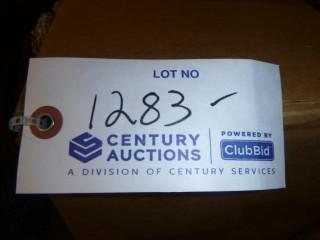 LOT NO
1283-
CENTURY AUCTIONS
POWERED BY
ClubBid
A DIVISION OF CENTURY SERVICES